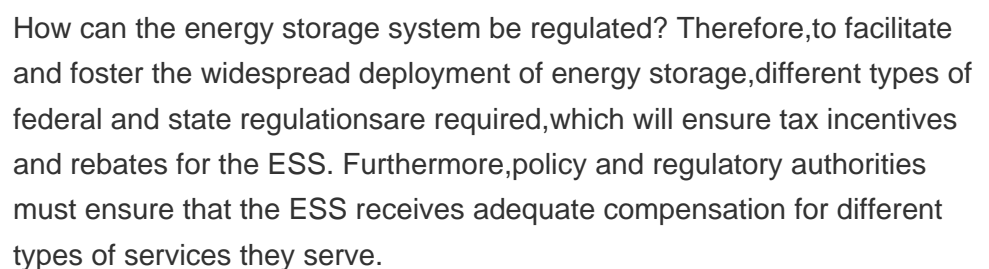 How can the energy storage system be regulated? Therefore,to facilitate
and foster the widespread deployment of energy storage,different types of
federal and state regulationsare required,which will ensure tax incentives
and rebates for the ESS. Furthermore,policy and regulatory authorities
must ensure that the ESS receives adequate compensation for different
types of services they serve.